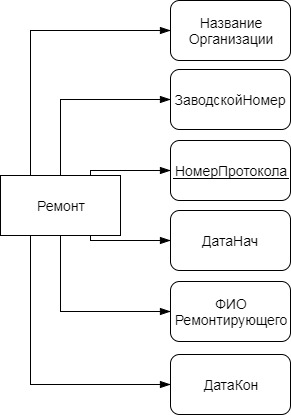 Название
Организации
ЗаводскойНомер
НомерПротокола
Ремонт
ДатаНач
ФИО
Ремонтирующего
ДатаКон